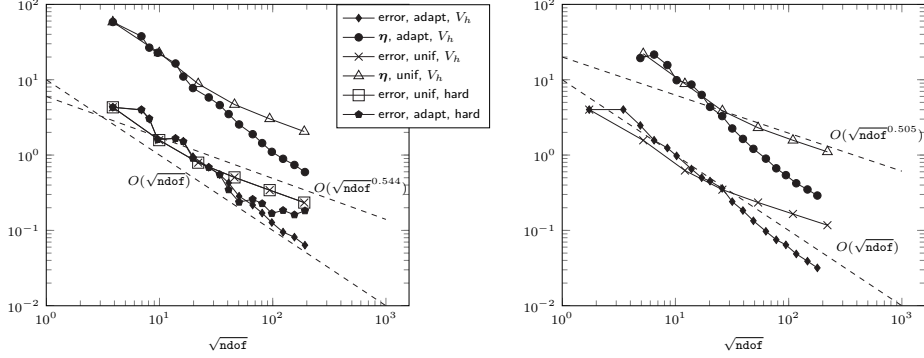 10^2
10^1
10^0
10^−1
10^−2
10^0
10^1
10^2
10^3
√ndof
O(√ndof)
O(√ndof^0.544)
error, adapt, V_h
η, adapt, V_h
error, unif, V_h
η, unif, V_h
error, unif, hard
error, adapt, hard
10^2
10^1
10^0
10^−1
10^−2
10^0
10^1
10^2
10^3
√ndof
O(√ndof^0.505)
O(√ndof)